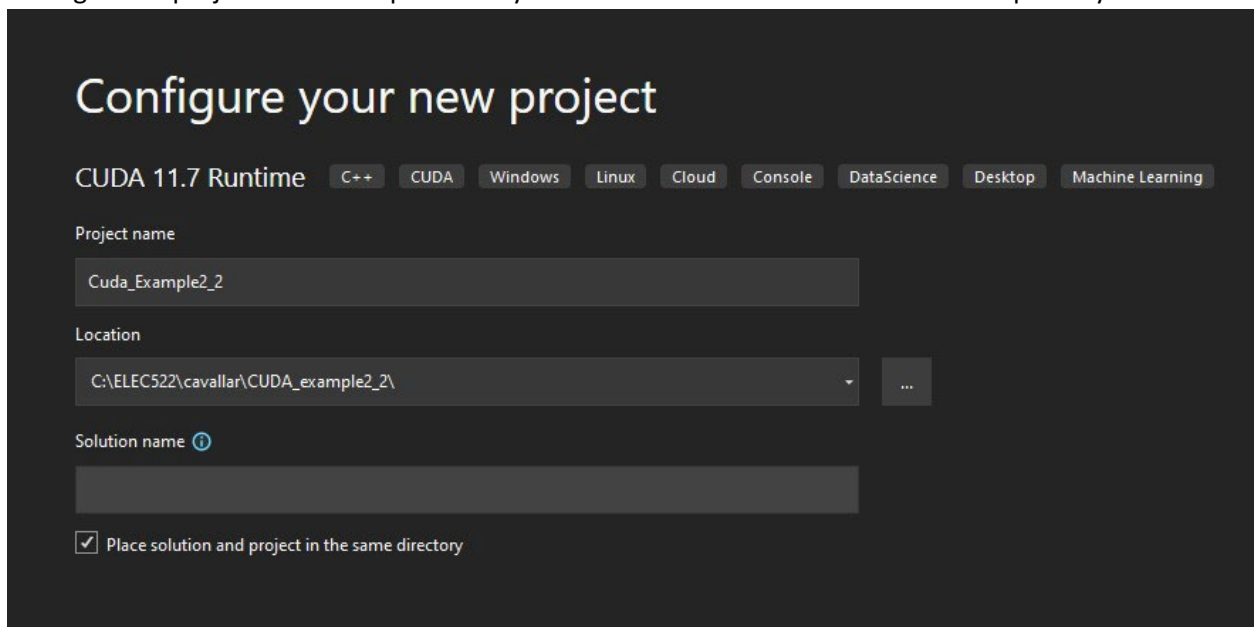 Configure your new project
CUDA 11.7 Runtime C++ CUDA Windows Linux Cloud Console DataScience Desktop Machine Learning
Project name
Cuda_Example2_2
Location
C:\ELEC522\cavallar\CUDA_example2_2\
...
Solution name
Place solution and project in the same directory